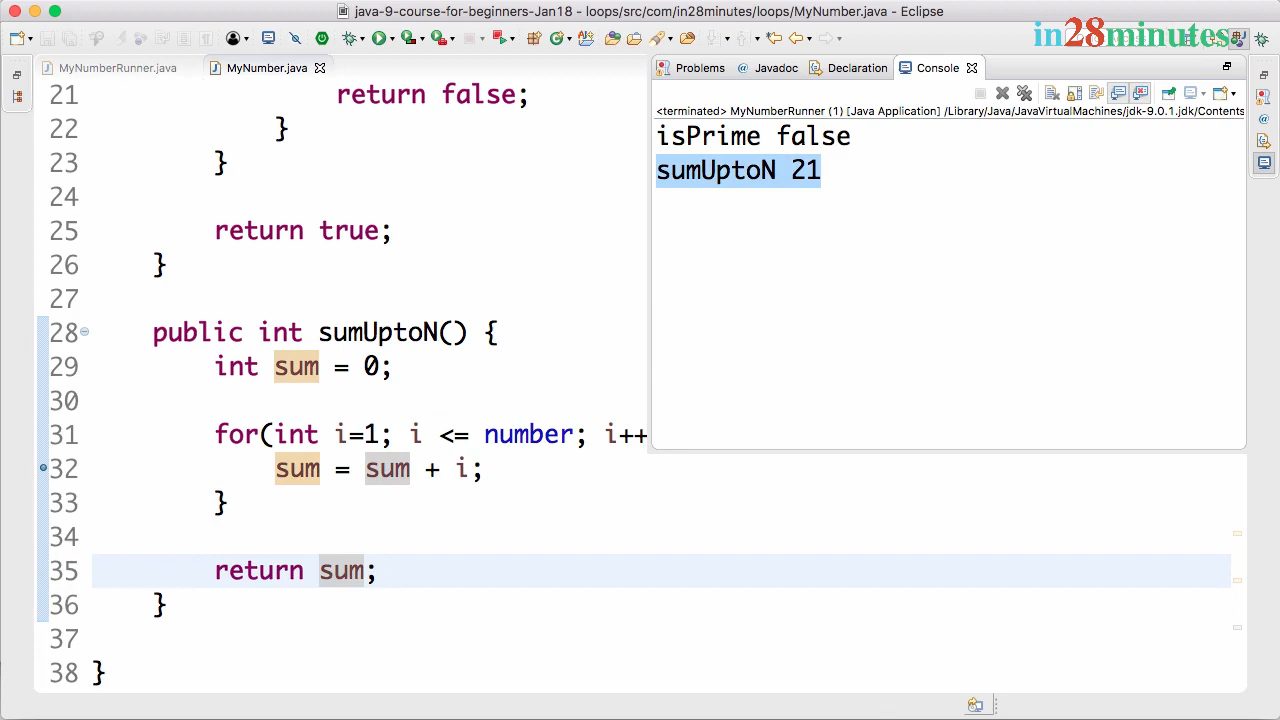 java-9-course-for-beginners-Jan18 - loops/src/com/in28minutes/loops/MyNumber.java - Eclipse
in28minutes
MyNumberRunner.java
MyNumber.java
21 return false;
22 }
23 }
24
25 return true;
26 }
27
28 public int sumUptoN() {
29 int sum = 0;
30
31 for(int i=1; i <= number; i++
32 sum = sum + i;
33 }
34
35 return sum;
36 }
37
38 }
Problems @ Javadoc Declaration Console
<terminated> MyNumberRunner (1) [Java Application] /Library/Java/JavaVirtualMachines/jdk-9.0.1.jdk/Contents
isPrime false
sumUptoN 21